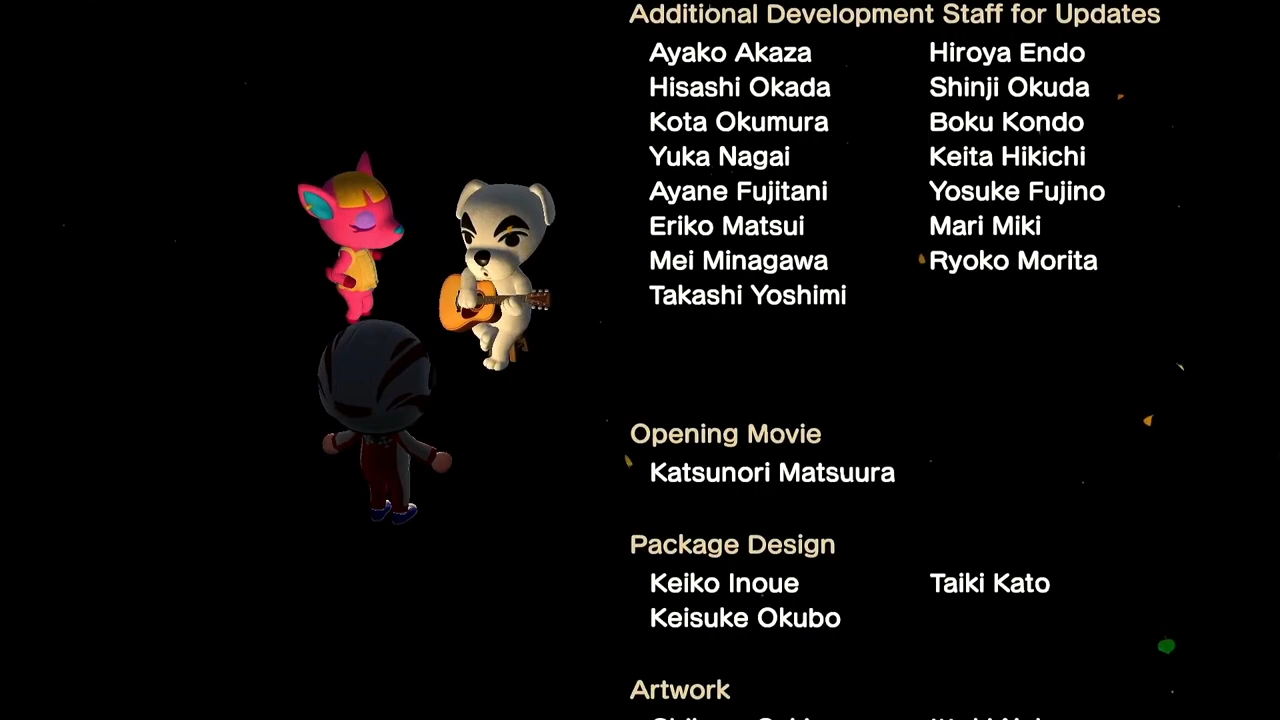 Additional Development Staff for Updates
Ayako Akaza Hiroya Endo
Hisashi Okada Shinji Okuda
Kota Okumura Boku Kondo
Yuka Nagai Keita Hikichi
Ayane Fujitani Yosuke Fujino
Eriko Matsui Mari Miki
Mei Minagawa Ryoko Morita
Takashi Yoshimi
Opening Movie
Katsunori Matsuura
Package Design
Keiko Inoue Taiki Kato
Keisuke Okubo
Artwork